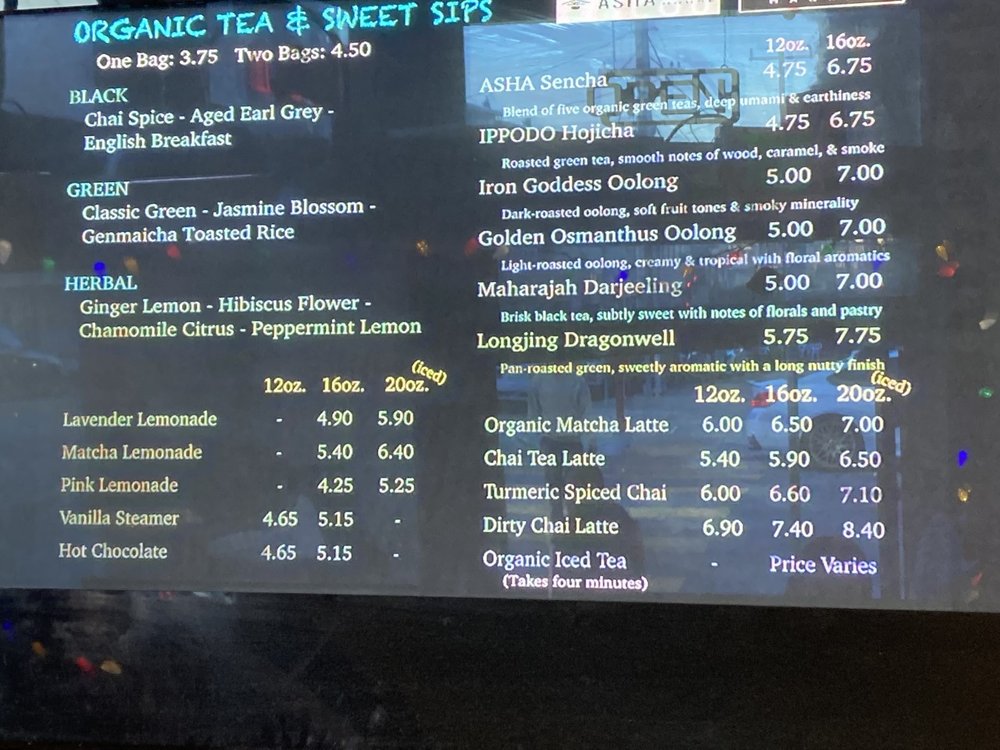 ORGANIC TEA & SWEET SIPS
One Bag: 3.75 Two Bags: 4.50
BLACK
Chai Spice - Aged Earl Grey -
English Breakfast
GREEN
Classic Green - Jasmine Blossom -
Genmaicha Toasted Rice
HERBAL
Ginger Lemon - Hibiscus Flower -
Chamomile Citrus - Peppermint Lemon
(iced)
12oz. 16oz. 20oz.
Lavender Lemonade - 4.90 5.90
Matcha Lemonade - 5.40 6.40
Pink Lemonade - 4.25 5.25
Vanilla Steamer 4.65 5.15 -
Hot Chocolate 4.65 5.15 -
ASHA
12oz. 16oz.
ASHA Sencha 4.75 6.75
Blend of five organic green teas, deep umami & earthiness
IPPODO Hojicha 4.75 6.75
Roasted green tea, smooth notes of wood, caramel, & smoke
Iron Goddess Oolong 5.00 7.00
Dark-roasted oolong, soft fruit tones & smoky minerality
Golden Osmanthus Oolong 5.00 7.00
Light-roasted oolong, creamy & tropical with floral aromatics
Maharajah Darjeeling 5.00 7.00
Brisk black tea, subtly sweet with notes of florals and pastry
Longjing Dragonwell 5.75 7.75
Pan-roasted green, sweetly aromatic with a long nutty finish
(iced)
12oz. 16oz. 20oz.
Organic Matcha Latte 6.00 6.50 7.00
Chai Tea Latte 5.40 5.90 6.50
Turmeric Spiced Chai 6.00 6.60 7.10
Dirty Chai Latte 6.90 7.40 8.40
Organic Iced Tea - Price Varies
(Takes four minutes)